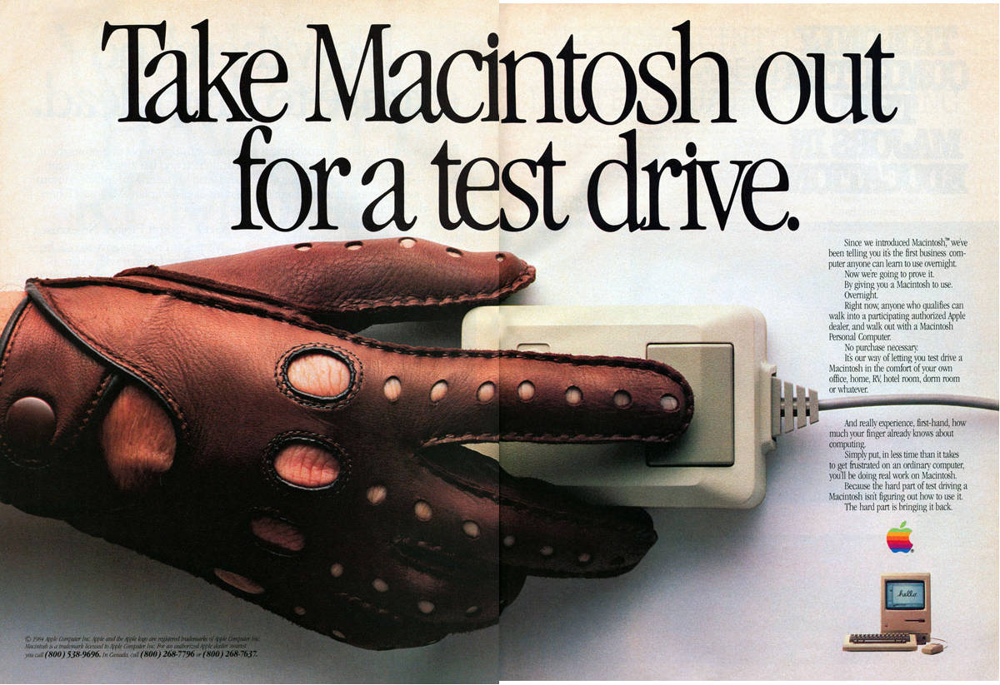 Take Macintosh out
for a test drive.
Since we introduced Macintosh,™ we've
been telling you it's the first business com-
puter anyone can learn to use overnight.
Now we're going to prove it.
By giving you a Macintosh to use.
Overnight.
Right now, anyone who qualifies can
walk into a participating authorized Apple
dealer, and walk out with a Macintosh
Personal Computer.
No purchase necessary.
It's our way of letting you test drive a
Macintosh in the comfort of your own
office, home, RV, hotel room, dorm room
or whatever.
And really experience, first-hand, how
much your finger already knows about
computing.
Simply put, in less time than it takes
to get frustrated on an ordinary computer,
you'll be doing real work on Macintosh.
Because the hard part of test driving a
Macintosh isn't figuring out how to use it.
The hard part is bringing it back.
hello
© 1984 Apple Computer Inc. Apple and the Apple logo are registered trademarks of Apple Computer Inc.
Macintosh is a trademark licensed to Apple Computer Inc. For an authorized Apple dealer nearest
you call (800) 538-9696. In Canada, call (800) 268-7796 or (800) 268-7637.